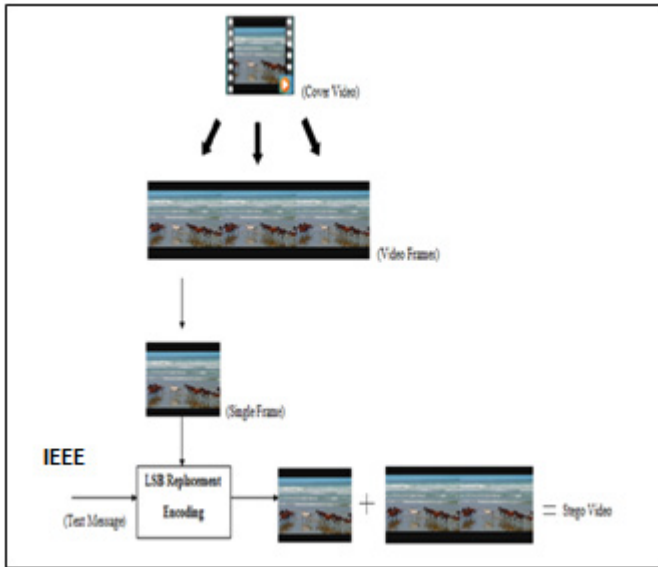 (Cover Video)
(Video Frames)
(Single Frame)
IEEE
(Text Message)
LSB Replacement
Encoding
+
= Stego Video